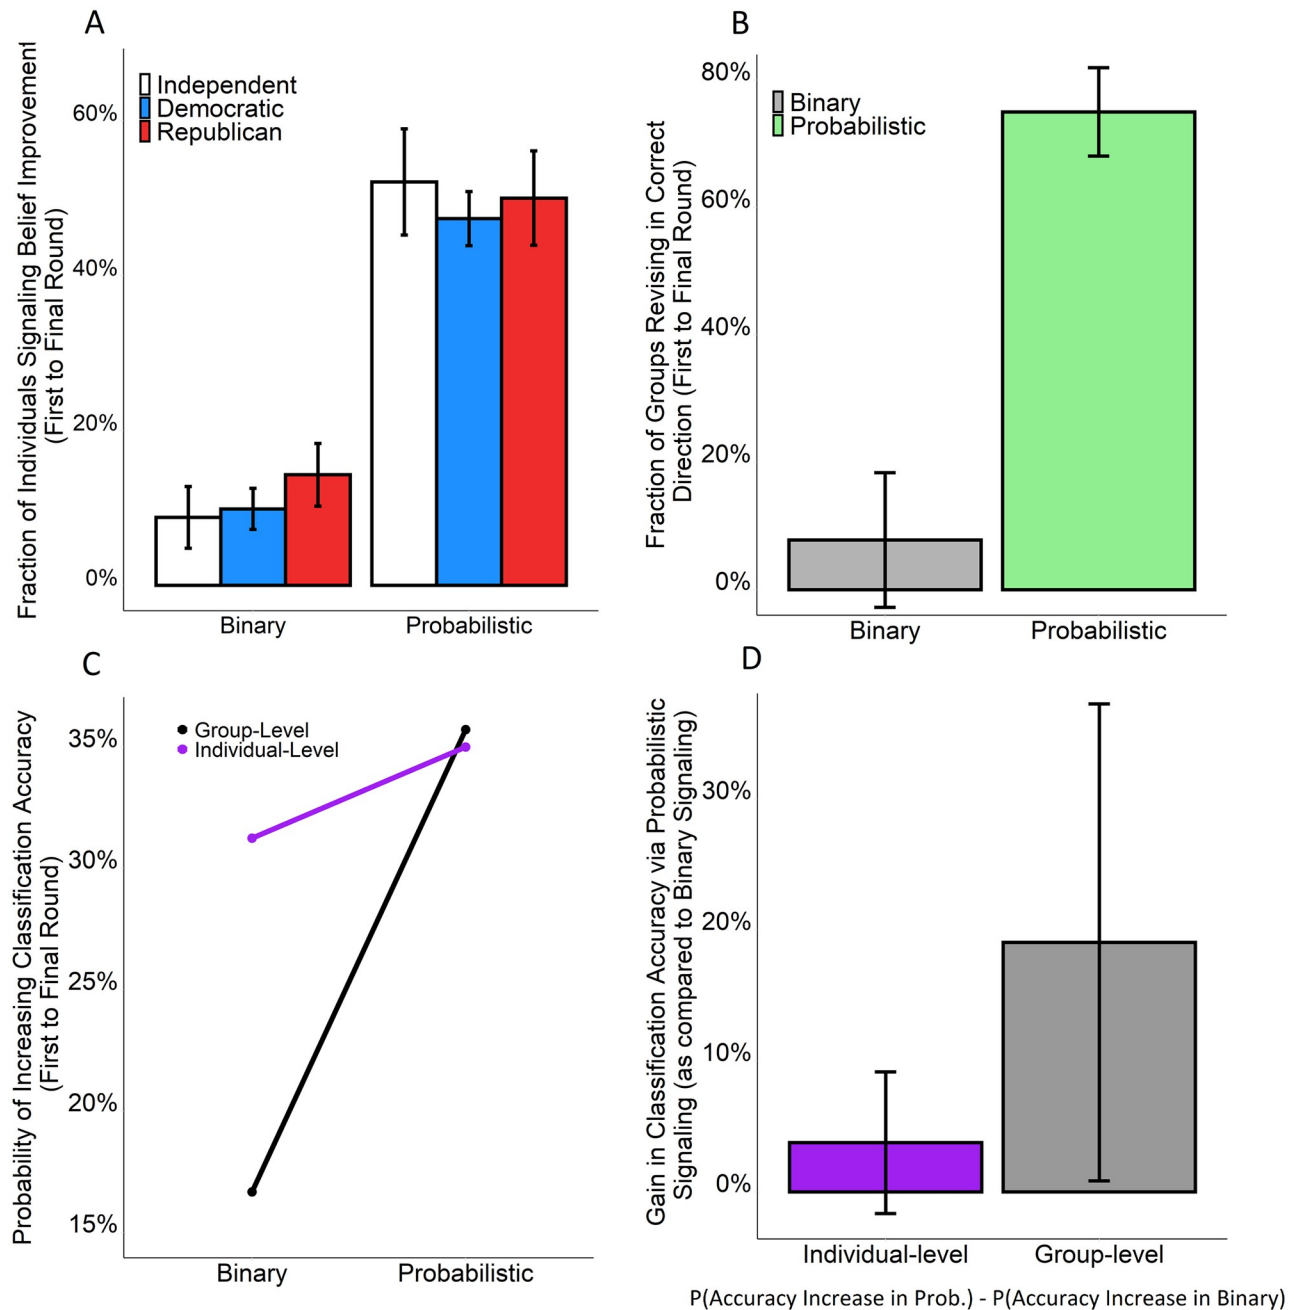 A
Fraction of Individuals Signaling Belief Improvement
(First to Final Round)
60%
40%
20%
0%
Independent
Democratic
Republican
Binary
Probabilistic
B
Fraction of Groups Revising in Correct
Direction (First to Final Round)
80%
60%
40%
20%
0%
Binary
Probabilistic
Binary
Probabilistic
C
Probability of Increasing Classification Accuracy
(First to Final Round)
35%
30%
25%
20%
15%
Group-Level
Individual-Level
Binary
Probabilistic
D
Gain in Classification Accuracy via Probabilistic
Signaling (as compared to Binary Signaling)
30%
20%
10%
0%
Individual-level
Group-level
P(Accuracy Increase in Prob.) - P(Accuracy Increase in Binary)